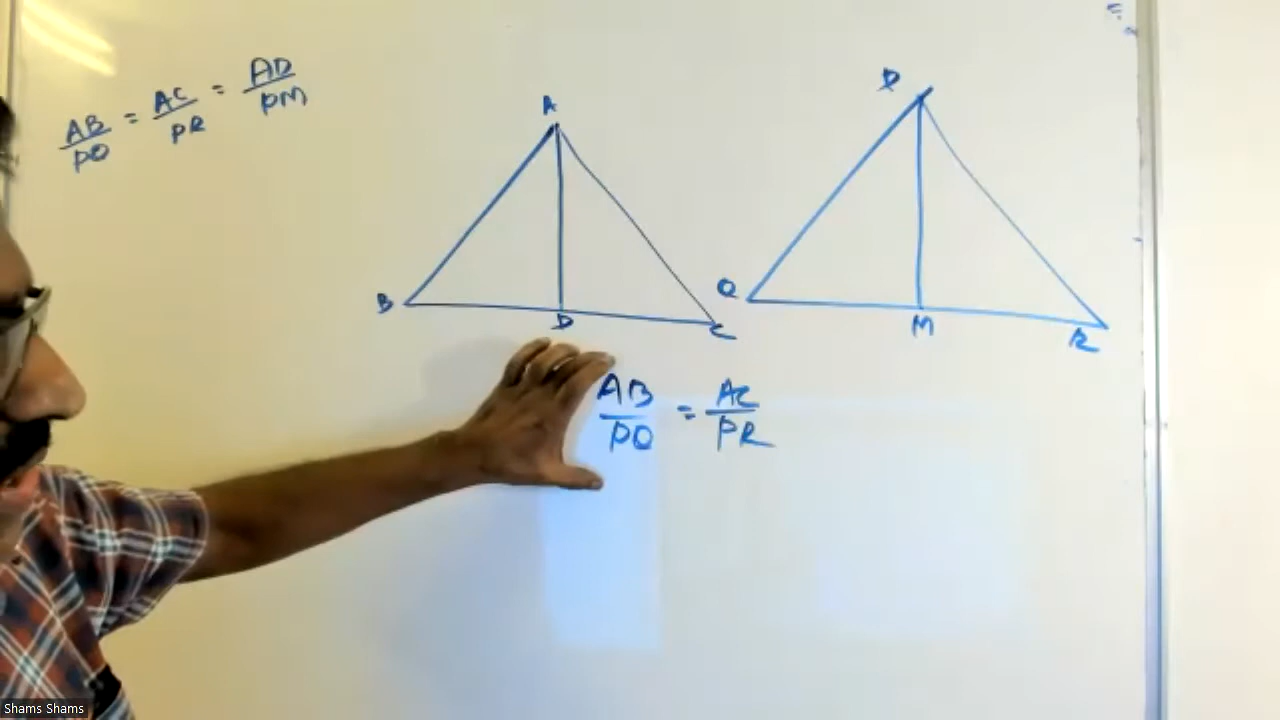 AB/PQ = AC/PR = AD/PM
A
P
B
D
C
Q
M
R
AB/PQ = AC/PR
Shams Shams